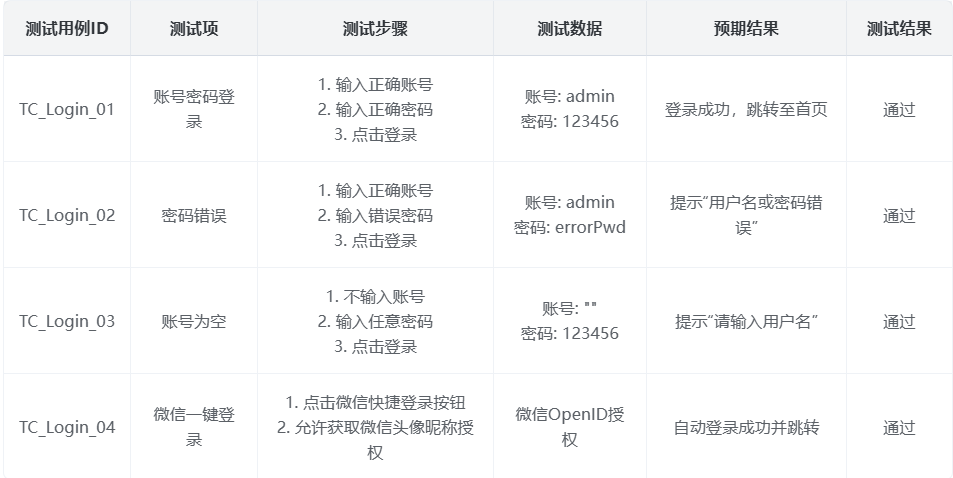 测试用例ID 测试项 测试步骤 测试数据 预期结果 测试结果
TC_Login_01
账号密码登
录
1. 输入正确账号
2. 输入正确密码
3. 点击登录
账号: admin
密码: 123456
登录成功，跳转至首页
通过
TC_Login_02
密码错误
1. 输入正确账号
2. 输入错误密码
3. 点击登录
账号: admin
密码: errorPwd
提示“用户名或密码错
误”
通过
TC_Login_03
账号为空
1. 不输入账号
2. 输入任意密码
3. 点击登录
账号: ""
密码: 123456
提示“请输入用户名”
通过
TC_Login_04
微信一键登
录
1. 点击微信快捷登录按钮
2. 允许获取微信头像昵称授
权
微信OpenID授
权
自动登录成功并跳转
通过